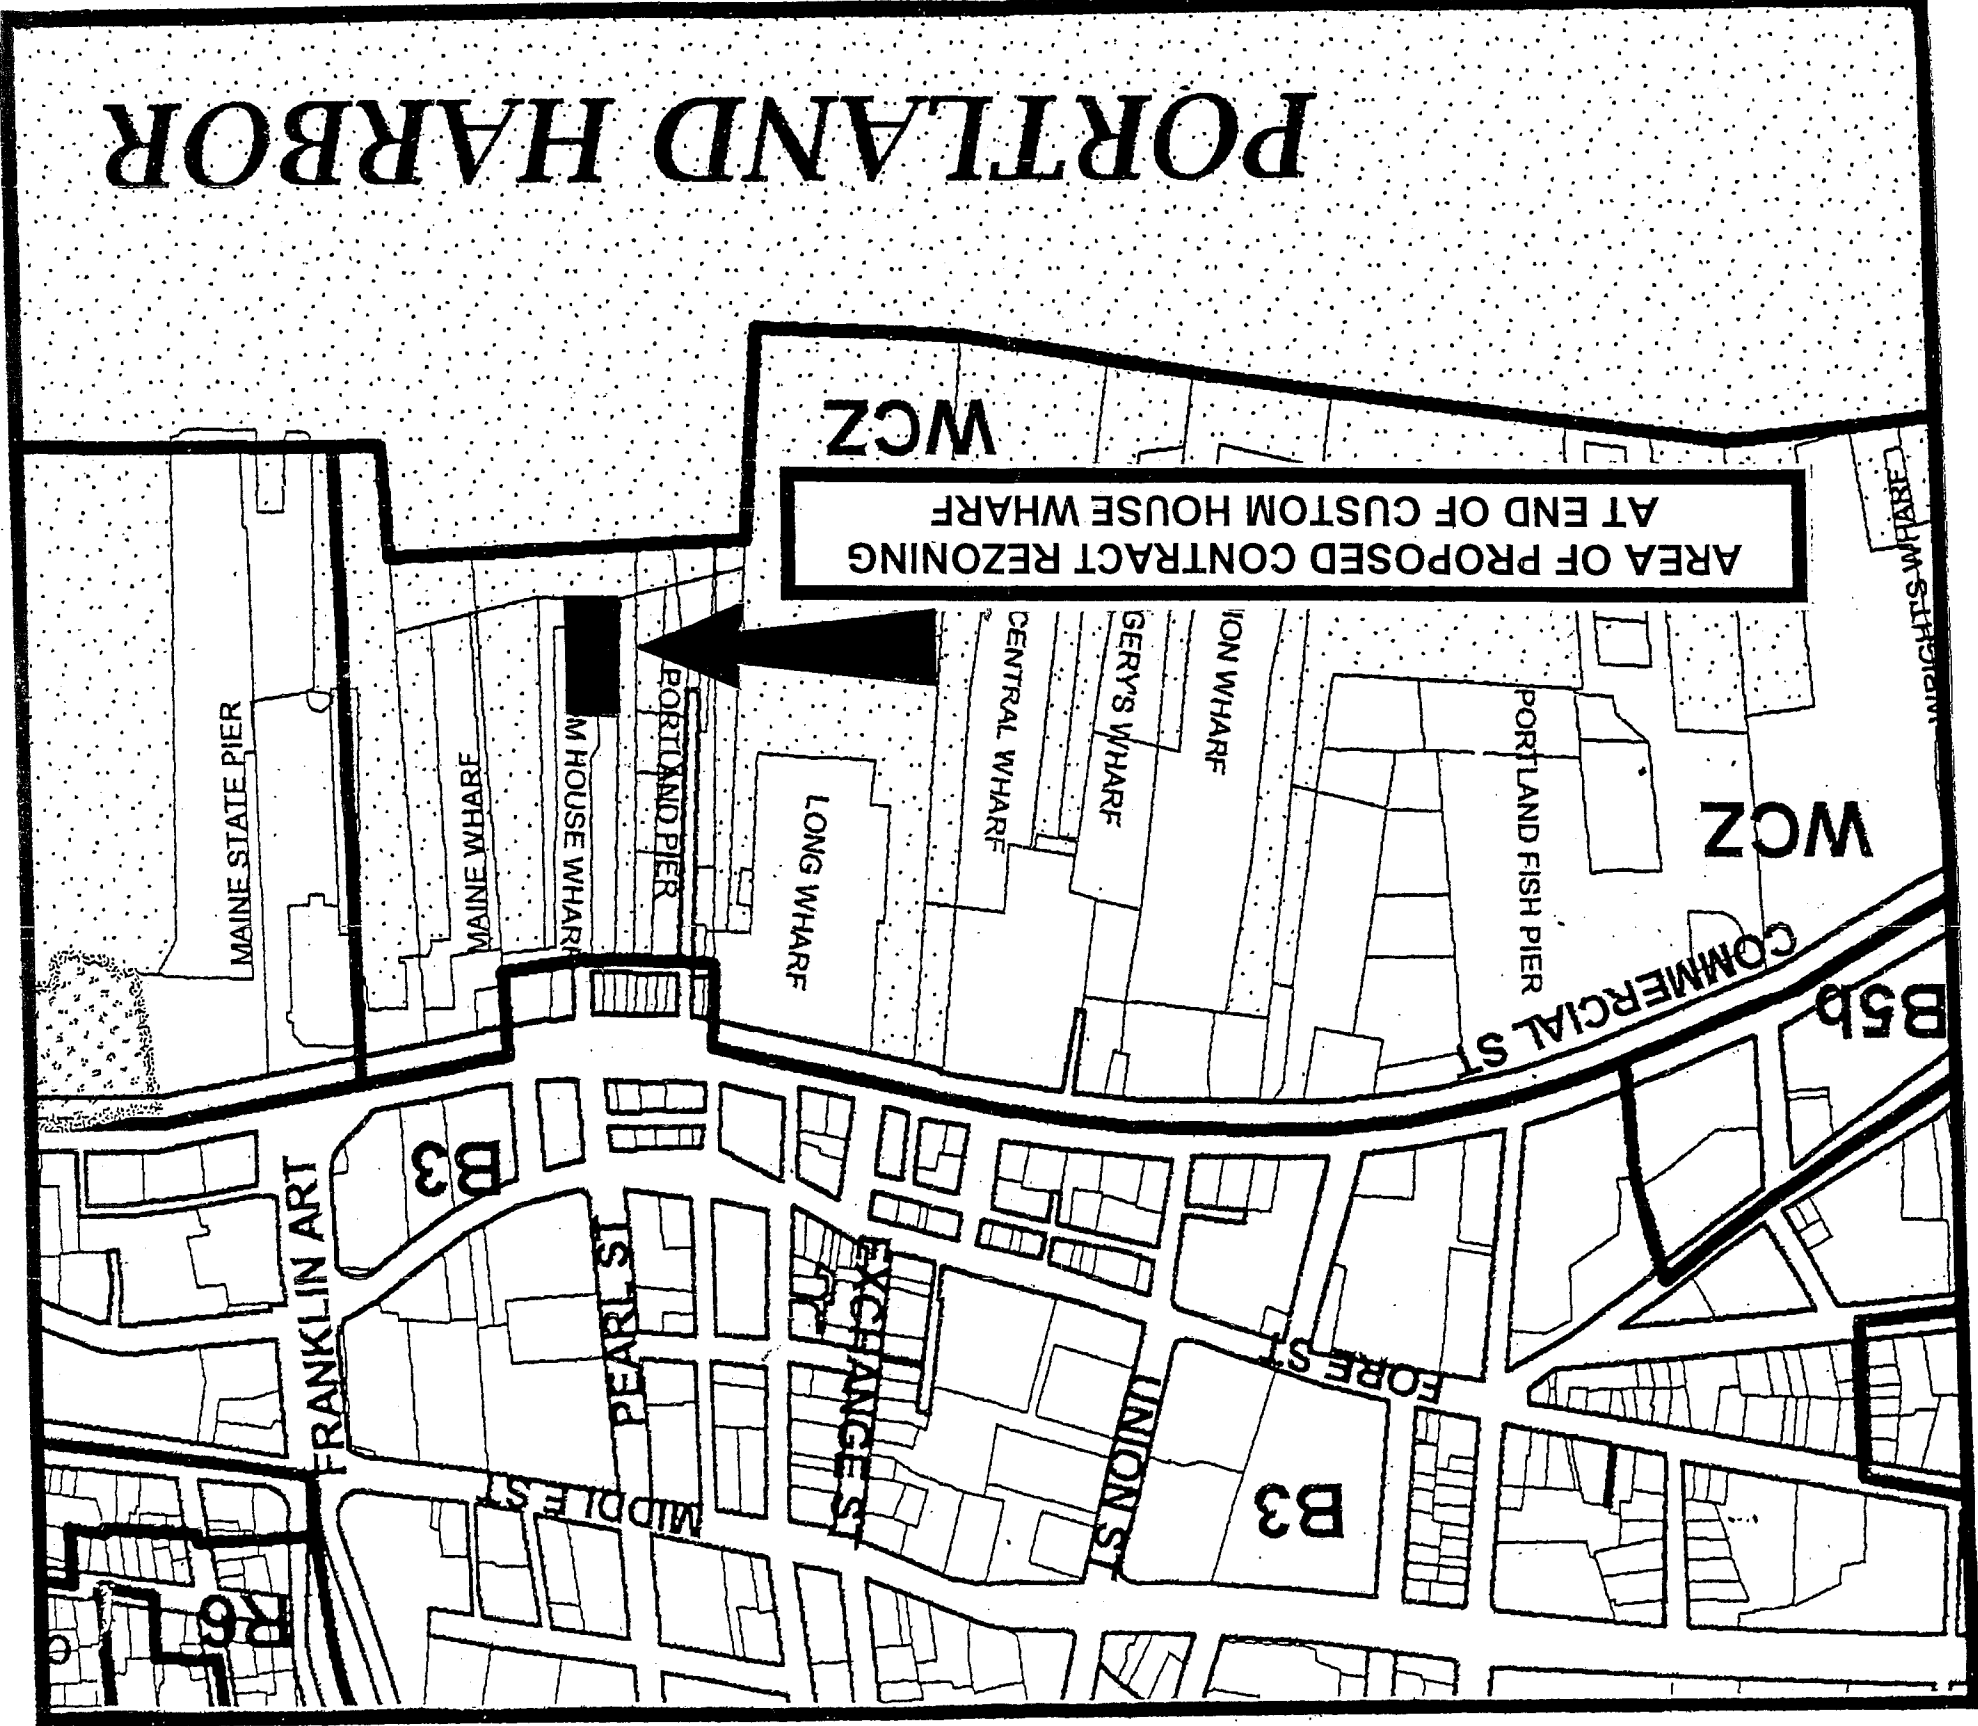 PORTLAND HARBOR
WCZ
AREA OF PROPOSED CONTRACT REZONING
AT END OF CUSTOM HOUSE WHARF
MAINE STATE PIER
MAINE WHARF
M HOUSE WHARF
PORTLAND PIER
LONG WHARF
CENTRAL WHARF
GERY'S WHARF
ION WHARF
PORTLAND FISH PIER
WRIGHT'S WHARF
WCZ
COMMERCIAL ST
B5b
B3
FRANKLIN ART
PEARL ST
EXCHANGE ST
UNION ST
FORE ST
MIDDLE ST
B3
R6